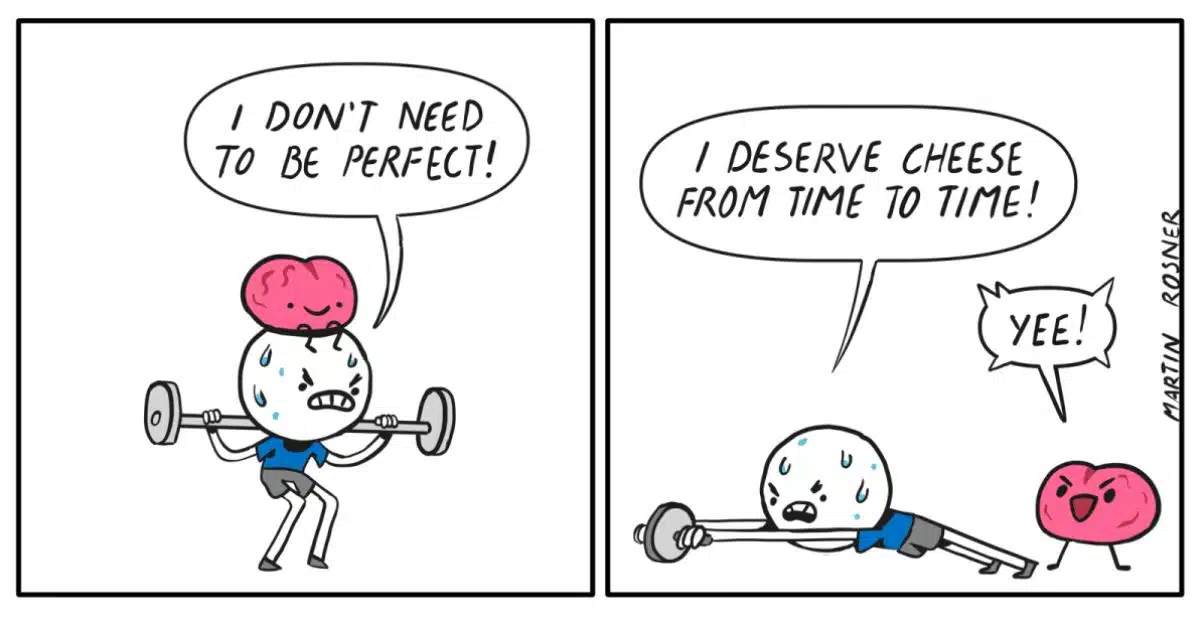 I DON'T NEED
TO BE PERFECT!
I DESERVE CHEESE
FROM TIME TO TIME!
YEE!
MARTIN ROSNER